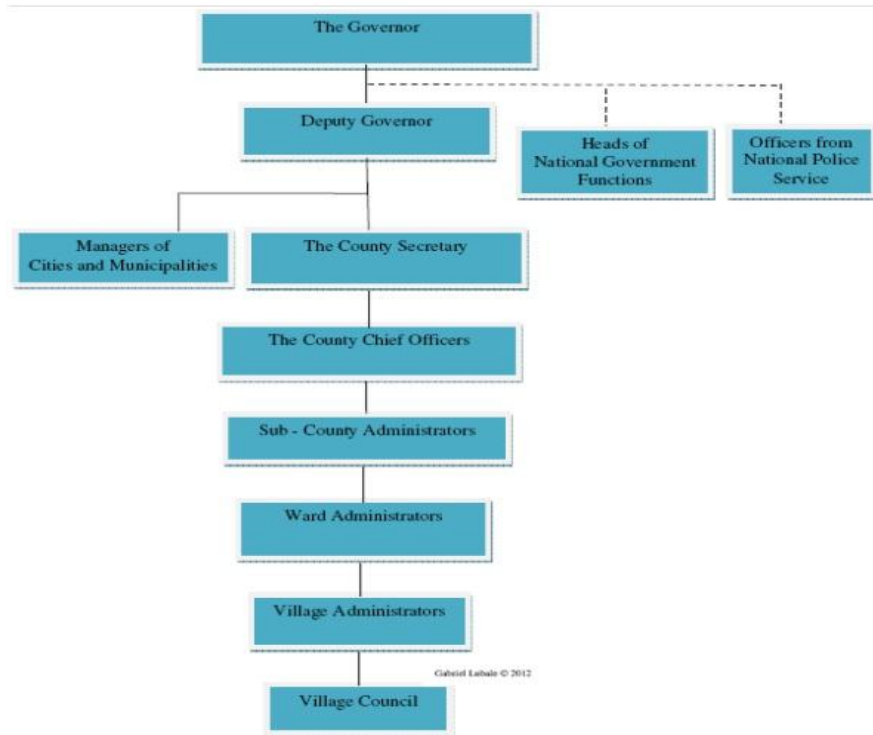 The Governor
Deputy Governor
Heads of
National Government
Functions
Officers from
National Police
Service
Managers of
Cities and Municipalities
The County Secretary
The County Chief Officers
Sub - County Administrators
Ward Administrators
Village Administrators
Gabriel Lubale © 2012
Village Council